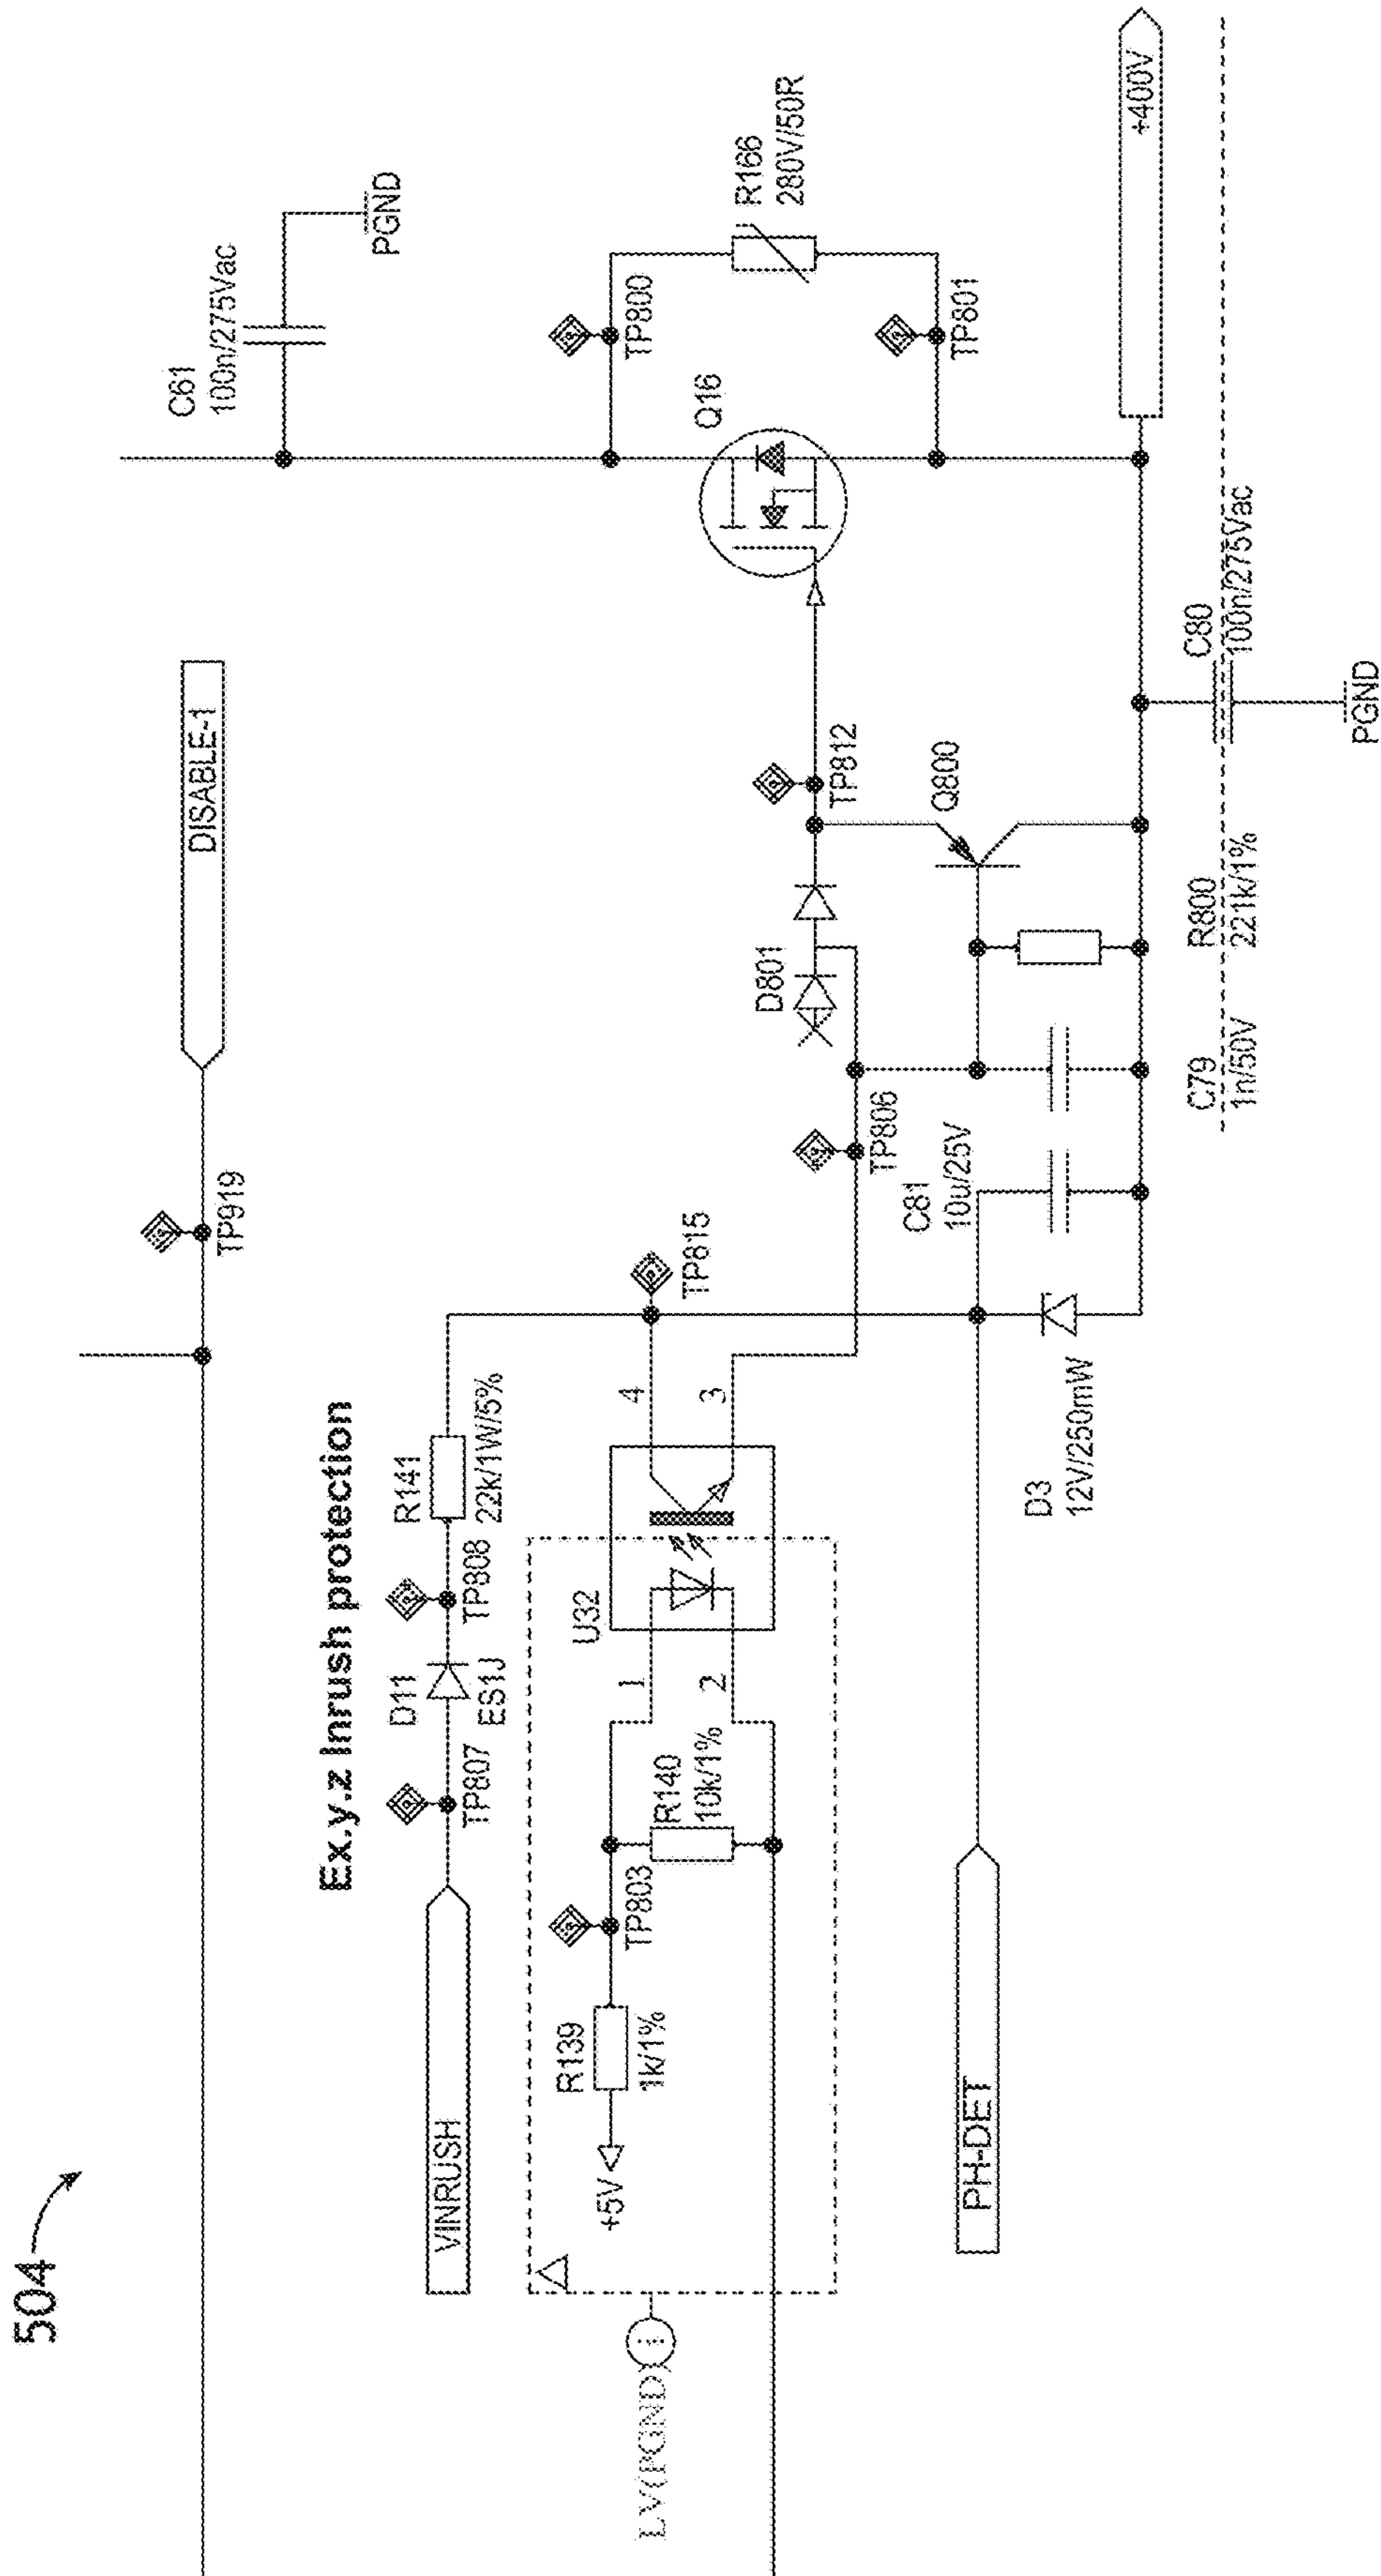 504
DISABLE-1
TP919
C61
100n/275Vac
PGND
Ex.y.z Inrush protection
VINRUSH
TP807
D11
ES1J
TP808
R141
22k/1W/5%
LV(PGND)
+5V
R139
1k/1%
TP803
R140
10k/1%
U32
1
2
4
3
TP815
TP800
R166
280V/50R
TP801
Q16
D801
TP812
TP806
Q800
C81
10u/25V
PH-DET
D3
12V/250mW
C79
1n/50V
R800
221k/1%
C80
100n/275Vac
PGND
+400V